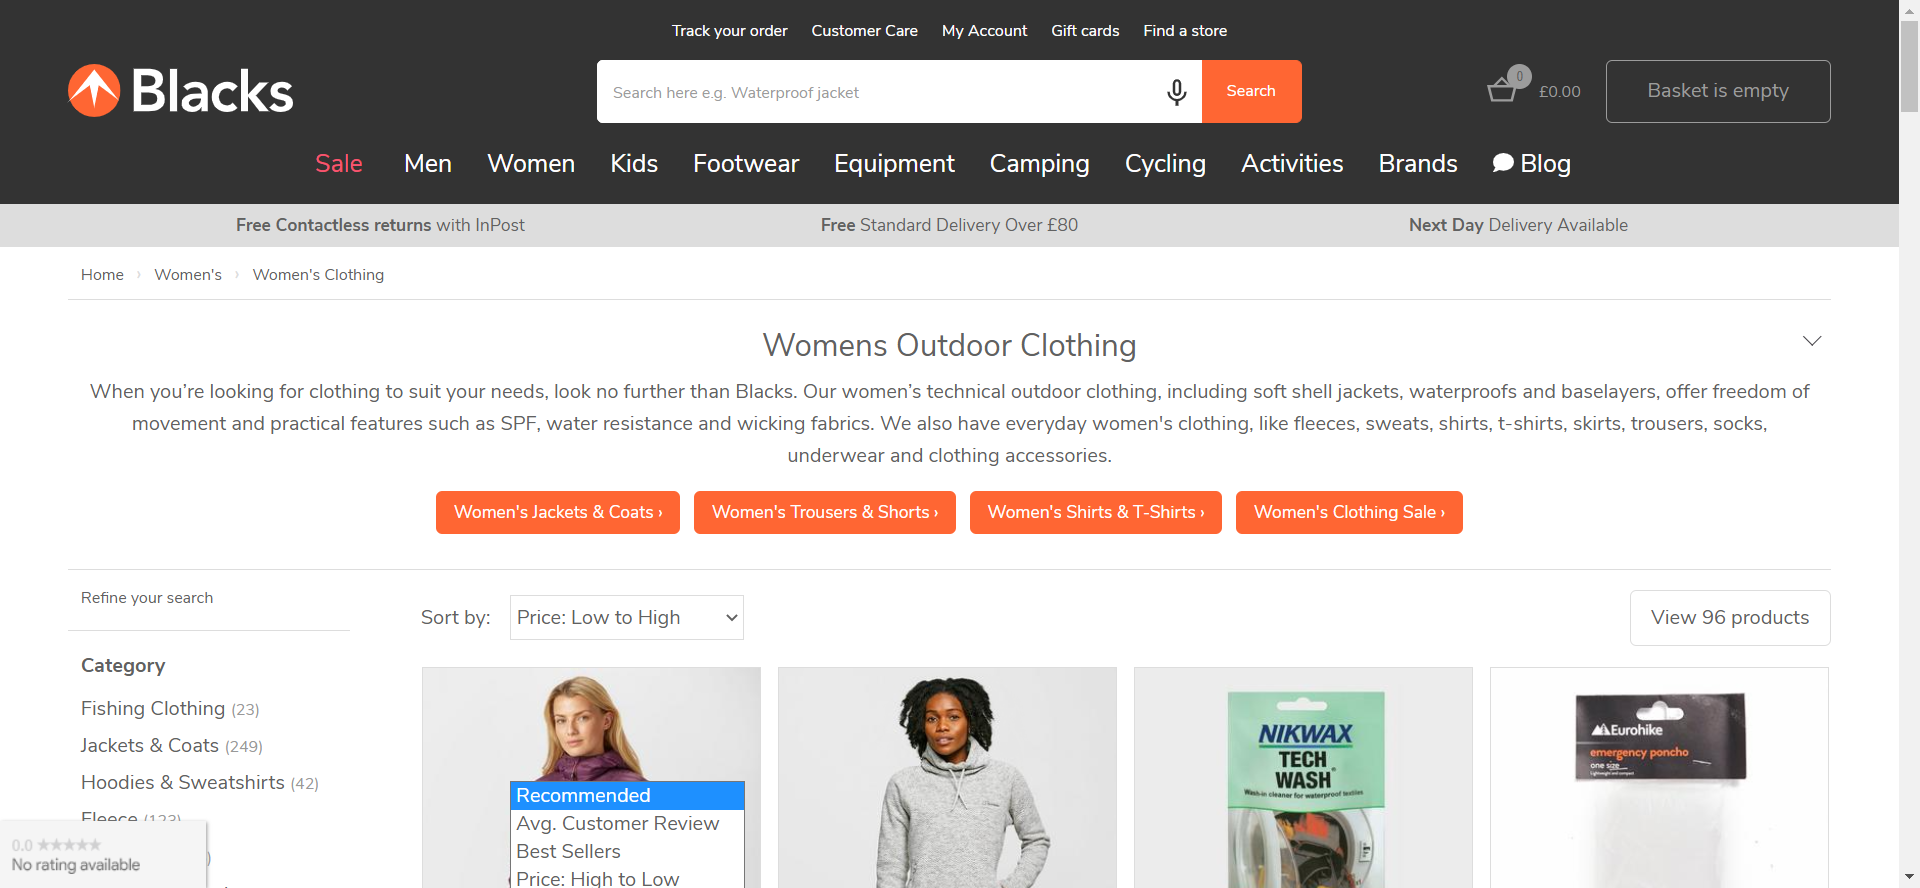 Track your order Customer Care My Account Gift cards Find a store
Blacks
Search here e.g. Waterproof jacket
Search
0
£0.00
Basket is empty
Sale Men Women Kids Footwear Equipment Camping Cycling Activities Brands Blog
Free Contactless returns with InPost
Free Standard Delivery Over £80
Next Day Delivery Available
Home › Women's › Women's Clothing
Womens Outdoor Clothing
When you’re looking for clothing to suit your needs, look no further than Blacks. Our women’s technical outdoor clothing, including soft shell jackets, waterproofs and baselayers, offer freedom of
movement and practical features such as SPF, water resistance and wicking fabrics. We also have everyday women's clothing, like fleeces, sweats, shirts, t-shirts, skirts, trousers, socks,
underwear and clothing accessories.
Women's Jackets & Coats ›
Women's Trousers & Shorts ›
Women's Shirts & T-Shirts ›
Women's Clothing Sale ›
Refine your search
Sort by: Price: Low to High
View 96 products
Category
Fishing Clothing (23)
Jackets & Coats (249)
Hoodies & Sweatshirts (42)
Fleece (123)
0.0
No rating available
Recommended
Avg. Customer Review
Best Sellers
Price: High to Low
NIKWAX
TECH
WASH
Wash-in cleaner for waterproof textiles
Eurohike
emergency poncho
one size